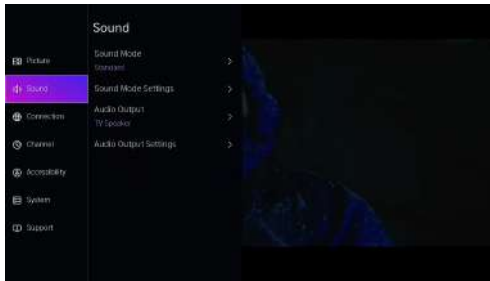 Sound
Picture
Sound
Connection
Channel
Accessibility
System
Support
Sound Mode
Standard
Sound Mode Settings
Audio Output
TV Speaker
Audio Output Settings